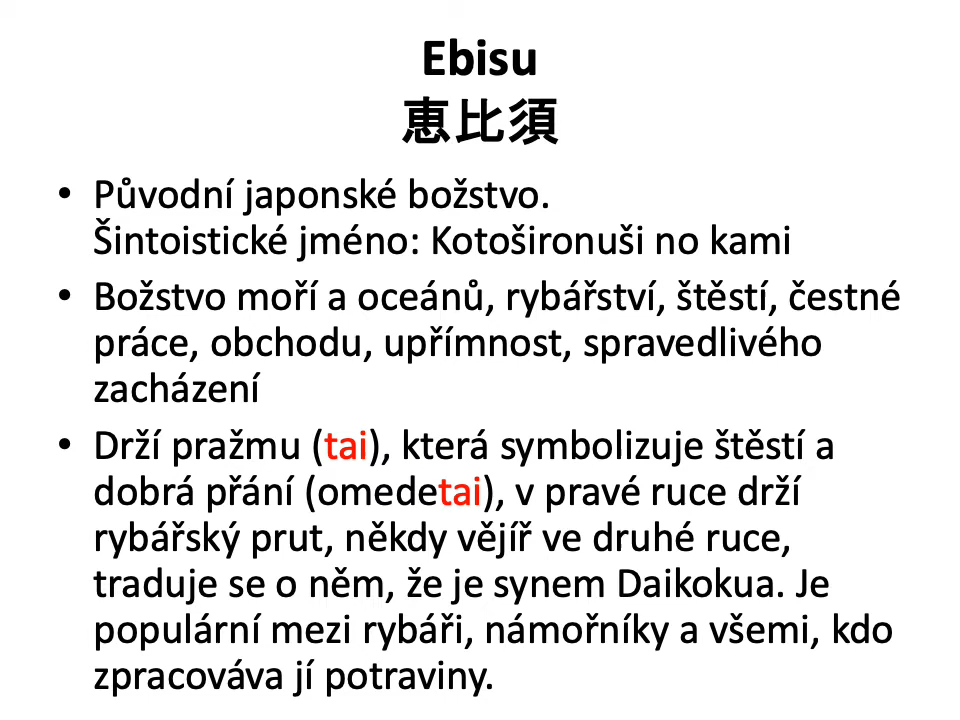 Ebisu
恵比須
• Původní japonské božstvo.
Šintoistické jméno: Kotošironuši no kami
• Božstvo moří a oceánů, rybářství, štěstí, čestné
práce, obchodu, upřímnost, spravedlivého
zacházení
• Drží pražmu (tai), která symbolizuje štěstí a
dobrá přání (omedetai), v pravé ruce drží
rybářský prut, někdy vějíř ve druhé ruce,
traduje se o něm, že je synem Daikokua. Je
populární mezi rybáři, námořníky a všemi, kdo
zpracováva jí potraviny.